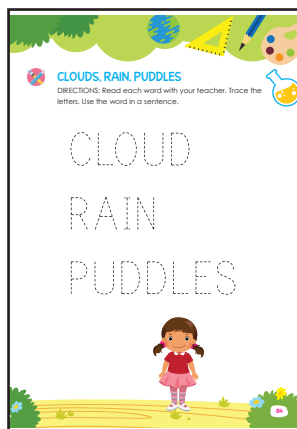 CLOUDS, RAIN, PUDDLES
DIRECTIONS: Read each word with your teacher. Trace the
letters. Use the word in a sentence.
CLOUD
RAIN
PUDDLES
84